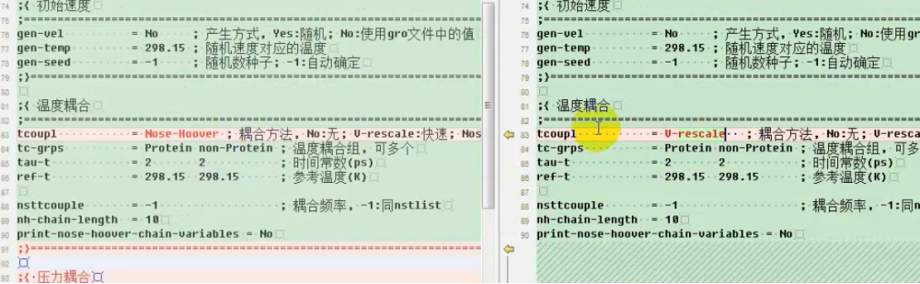 74 ;{ 初始速度
75 ;==================================================
76 gen-vel = No ; 产生方式, Yes:随机; No:使用gro文件中的值
77 gen-temp = 298.15 ; 随机速度对应的温度
78 gen-seed = -1 ; 随机数种子; -1:自动确定
79 ;}==================================================
80
81 ;{ 温度耦合
82 ;==================================================
83 tcoupl = Nose-Hoover ; 耦合方法, No:无; V-rescale:快速; Nos
84 tc-grps = Protein non-Protein ; 温度耦合组,可多个
85 tau-t = 2 2 ; 时间常数(ps)
86 ref-t = 298.15 298.15 ; 参考温度(K)
87
88 nsttcouple = -1 ; 耦合频率, -1:同nstlist
89 nh-chain-length = 10
90 print-nose-hoover-chain-variables = No
91 ;}==================================================
92
93 ;{ 压力耦合
74 ;{ 初始速度
75 ;==================================================
76 gen-vel = No ; 产生方式, Yes:随机; No:使用gro
77 gen-temp = 298.15 ; 随机速度对应的温度
78 gen-seed = -1 ; 随机数种子; -1:自动确定
79 ;}==================================================
80
81 ;{ 温度耦合
82 ;==================================================
83 tcoupl = V-rescale ; 耦合方法, No:无; V-resca
84 tc-grps = Protein non-Protein ; 温度耦合组,
85 tau-t = 2 2 ; 时间常数(ps)
86 ref-t = 298.15 298.15 ; 参考温度(K)
87
88 nsttcouple = -1 ; 耦合频率, -1:
89 nh-chain-length = 10
90 print-nose-hoover-chain-variables = No